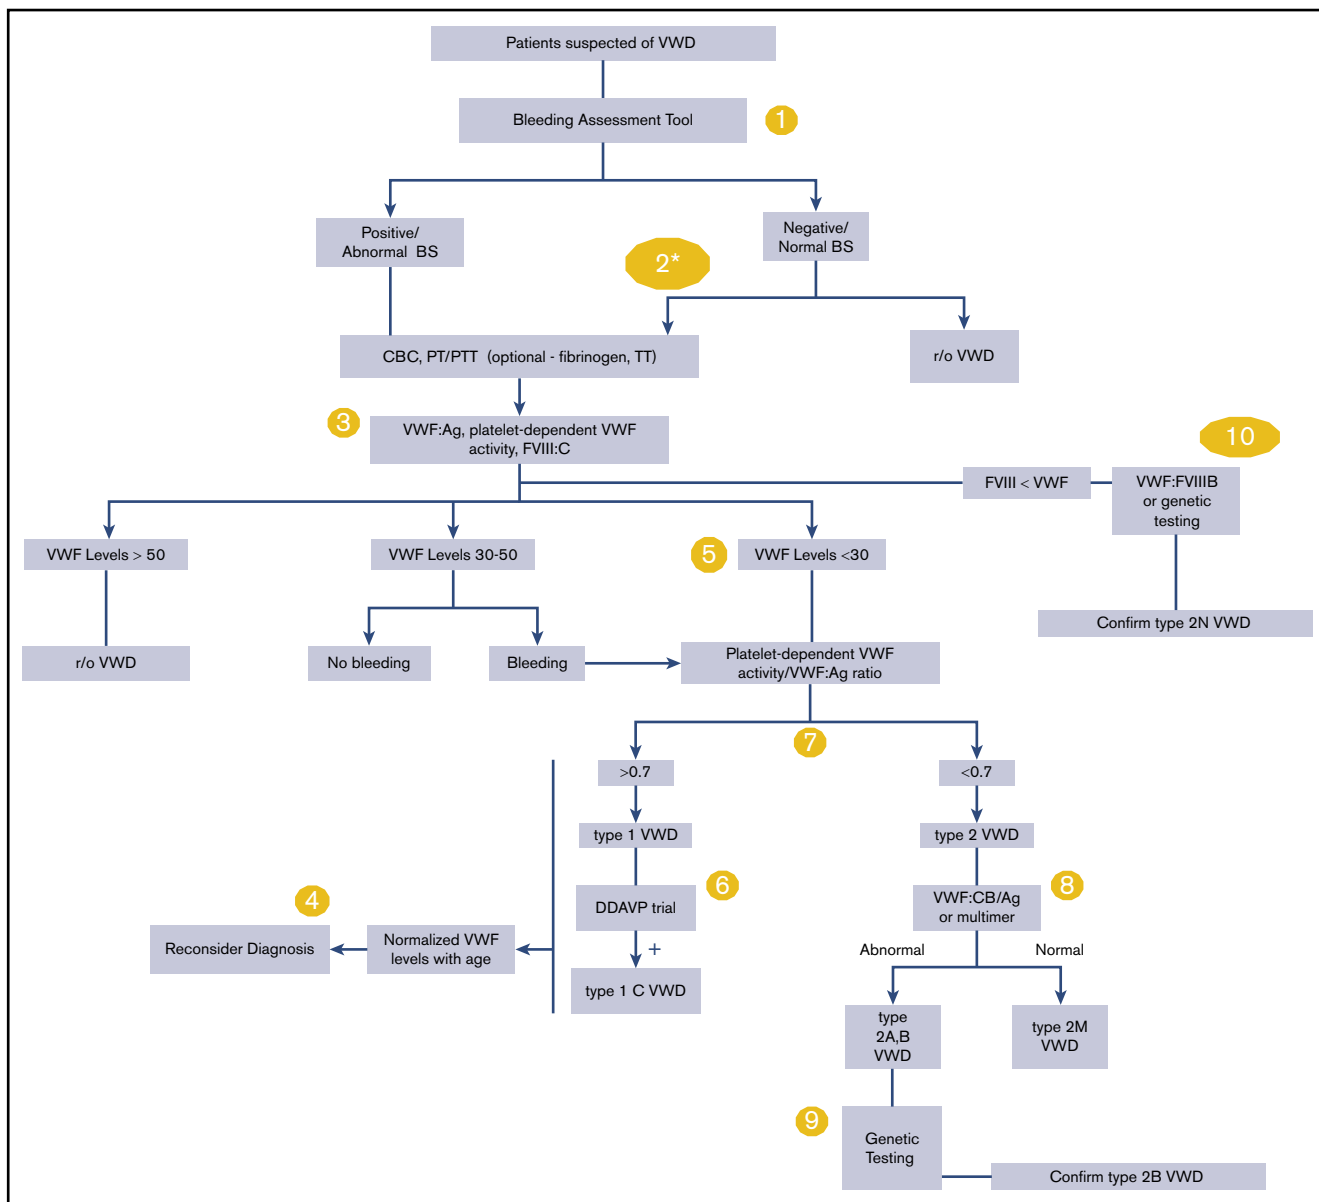 Patients suspected of VWD
Bleeding Assessment Tool
1
Positive/
Abnormal BS
Negative/
Normal BS
2*
CBC, PT/PTT (optional - fibrinogen, TT)
r/o VWD
3
VWF:Ag, platelet-dependent VWF
activity, FVIII:C
10
FVIII < VWF
VWF:FVIIIB
or genetic
testing
VWF Levels > 50
VWF Levels 30-50
5
VWF Levels <30
Confirm type 2N VWD
r/o VWD
No bleeding
Bleeding
Platelet-dependent VWF
activity/VWF:Ag ratio
7
>0.7
<0.7
type 1 VWD
type 2 VWD
6
8
DDAVP trial
VWF:CB/Ag
or multimer
4
Reconsider Diagnosis
Normalized VWF
levels with age
+
Abnormal
Normal
type 1 C VWD
type
2A,B
VWD
type 2M
VWD
9
Genetic
Testing
Confirm type 2B VWD